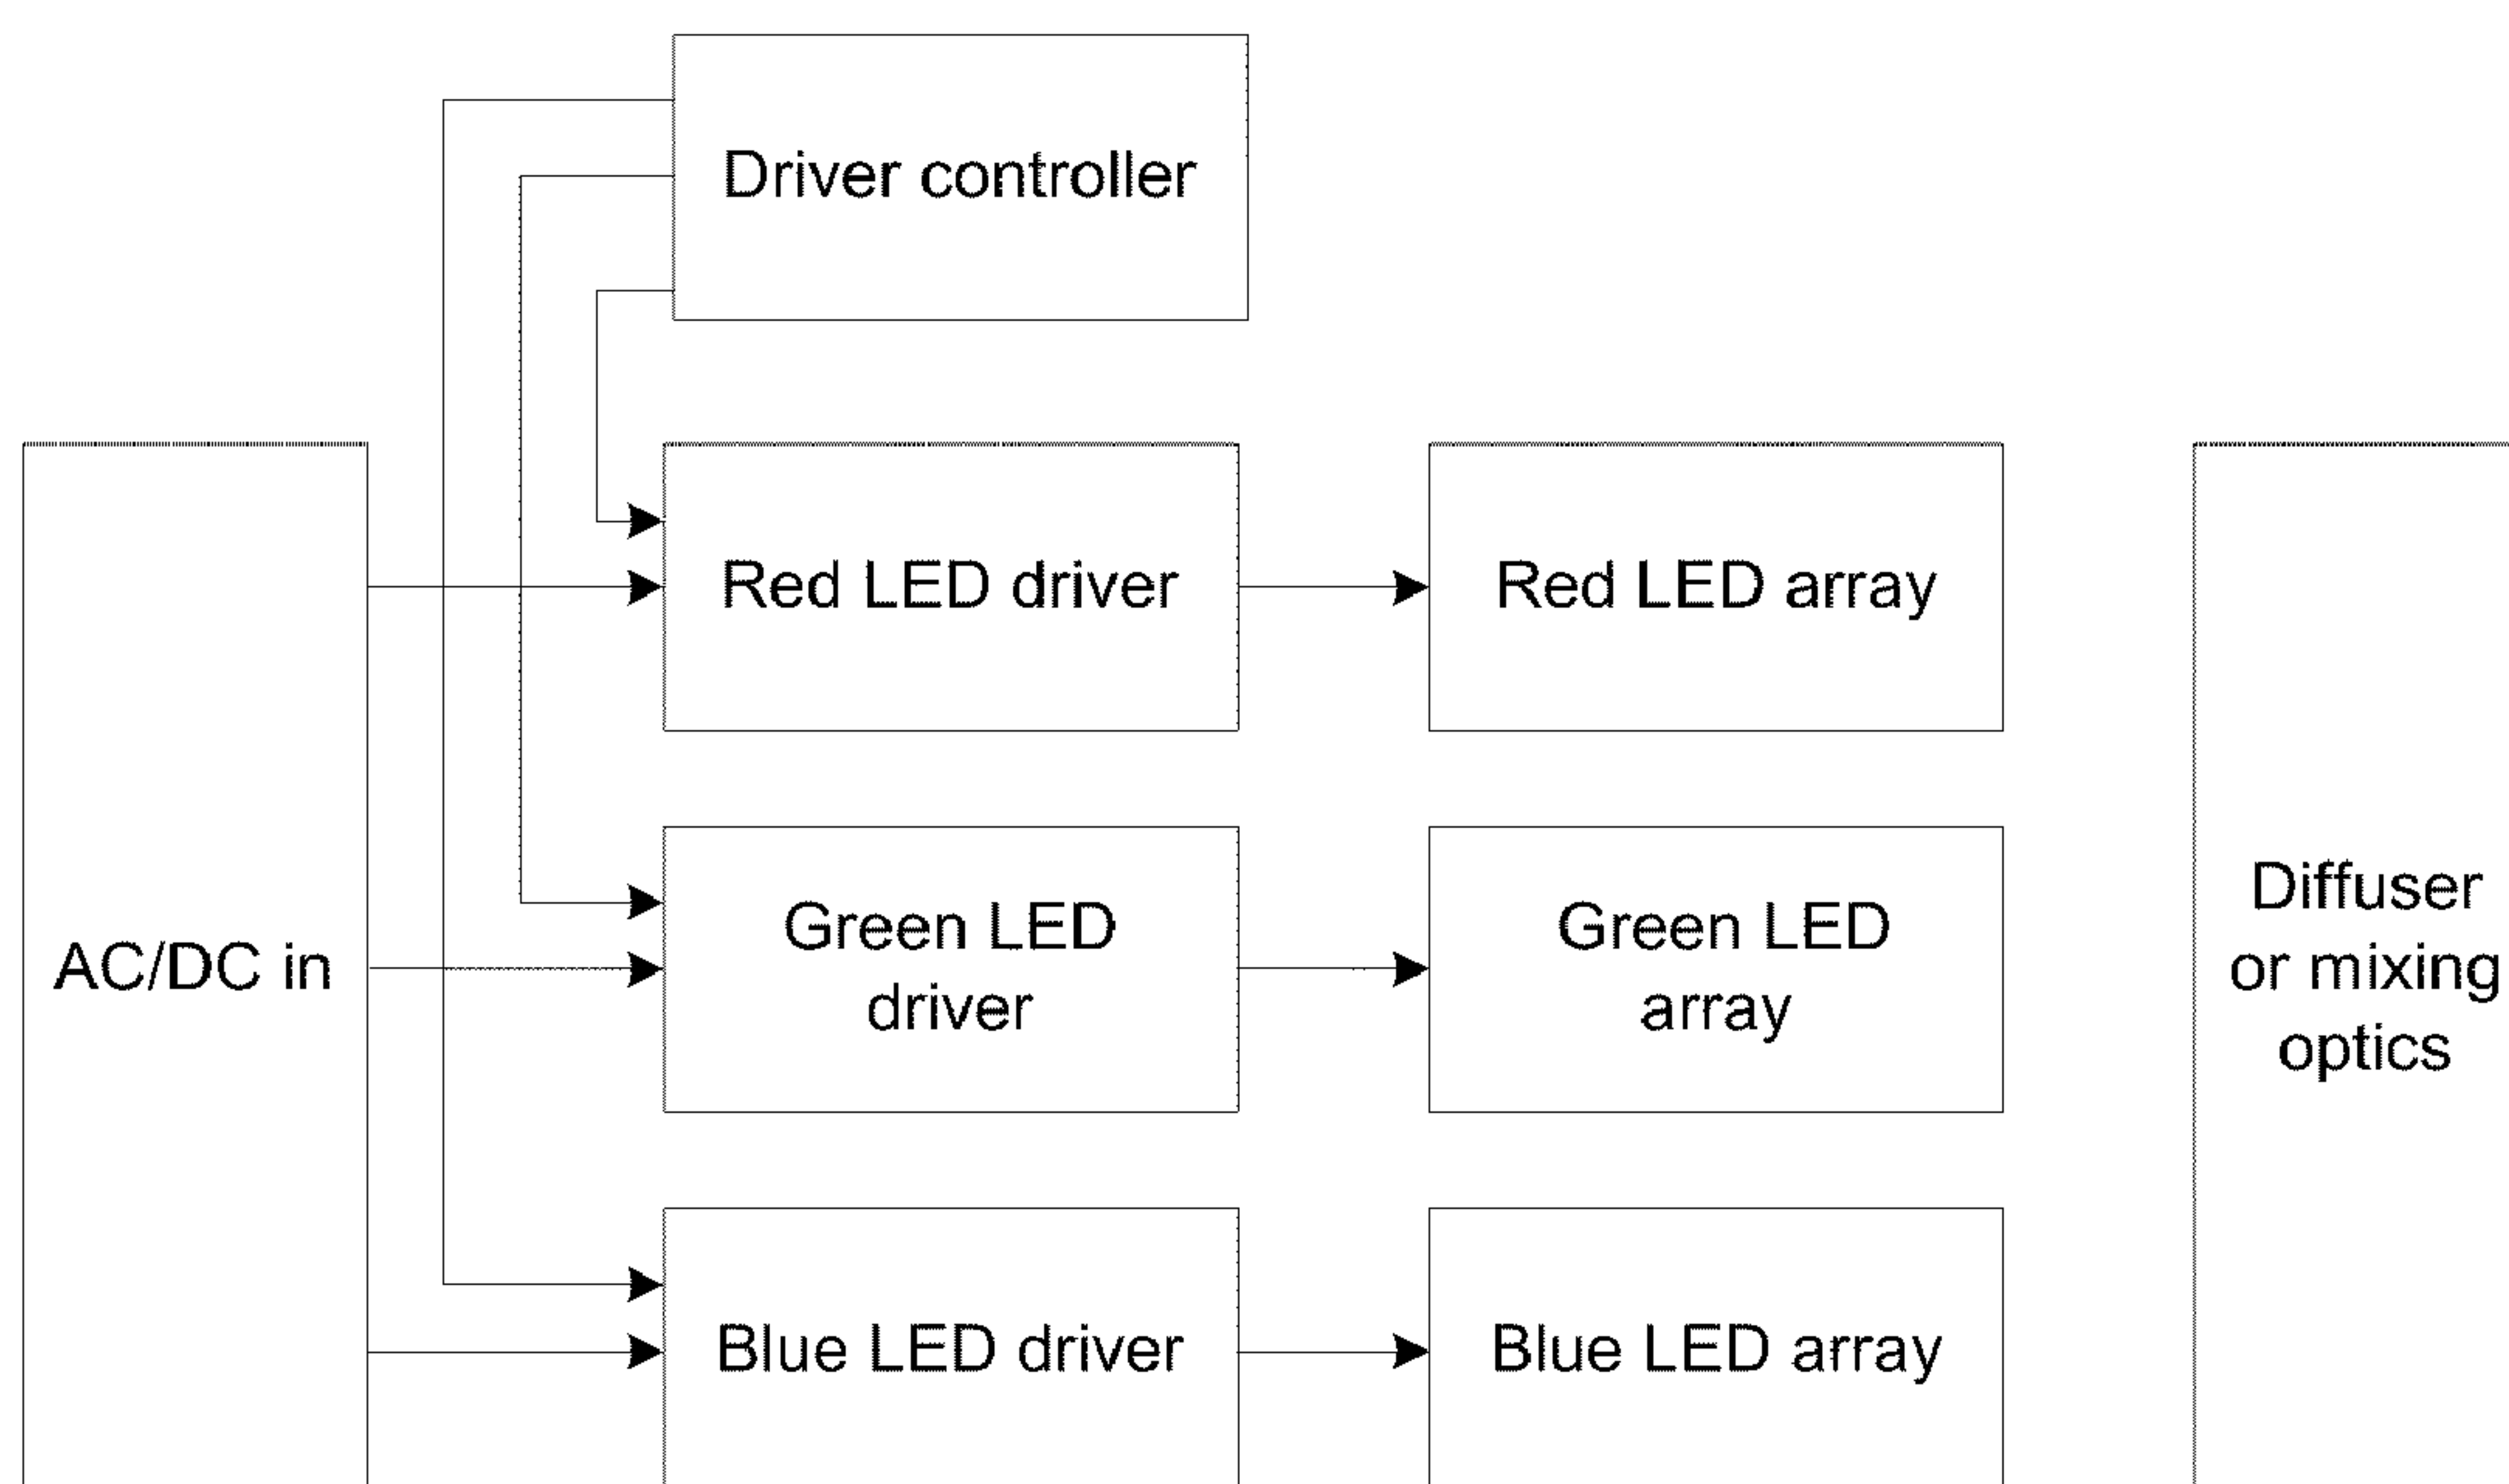 Driver controller
Red LED driver
Red LED array
AC/DC in
Green LED
driver
Green LED
array
Diffuser
or mixing
optics
Blue LED driver
Blue LED array